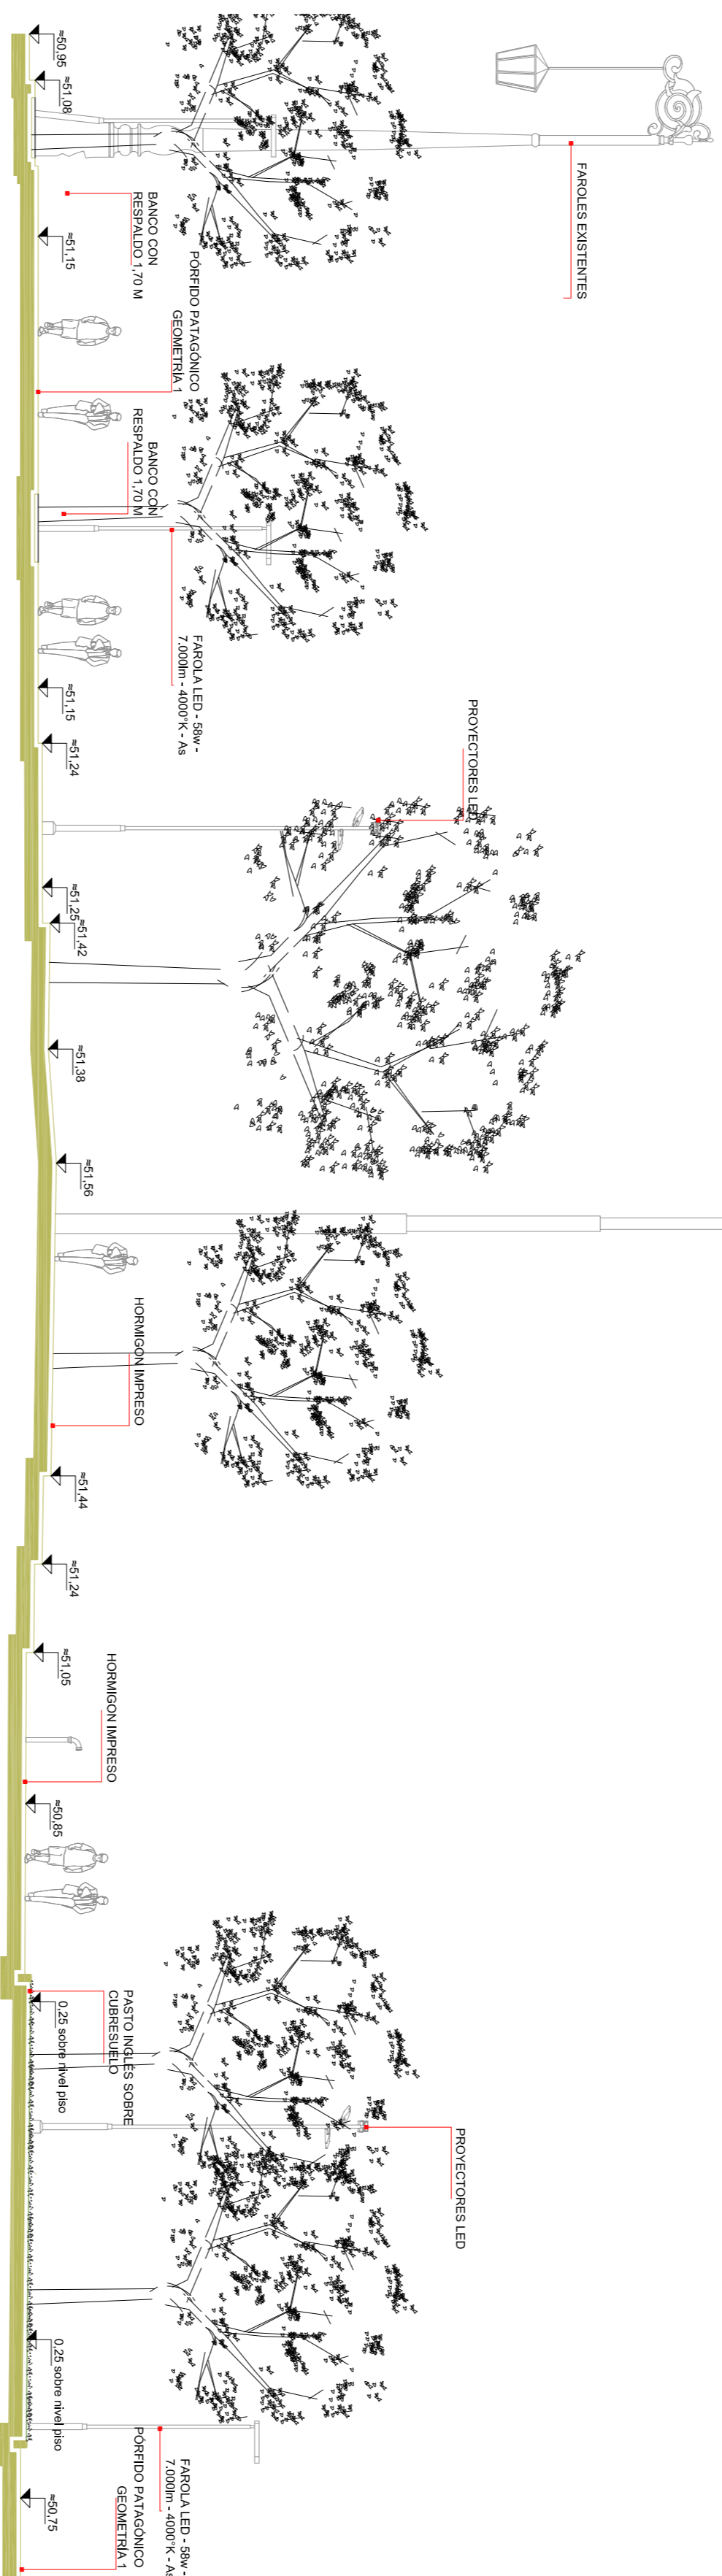 ≈50,95
≈51,08
FAROLES EXISTENTES
BANCO CON
RESPALDO 1,70 M
≈51,15
PÓRFIDO PATAGÓNICO
GEOMETRÍA 1
BANCO CON
RESPALDO 1,70 M
FAROLA LED - 58w -
7.000lm - 4000°K - As
≈51,15
≈51,24
PROYECTORES LED
≈51,25
≈51,42
≈51,38
≈51,56
HORMIGON IMPRESO
≈51,44
≈51,24
≈51,05
HORMIGON IMPRESO
≈50,85
PASTO INGLÉS SOBRE
CUBRESUELO
0,25 sobre nivel piso
PROYECTORES LED
0,25 sobre nivel piso
FAROLA LED - 58w -
7.000lm - 4000°K - As
PÓRFIDO PATAGÓNICO
GEOMETRÍA 1
≈50,75